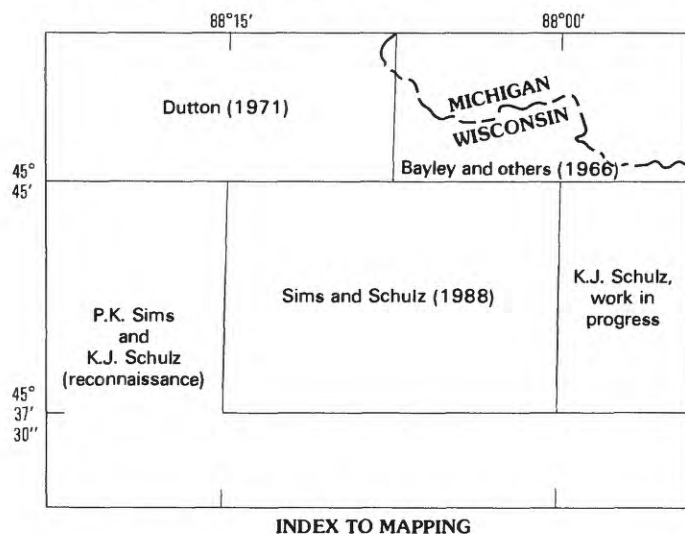 88°15′
88°00′
Dutton (1971)
MICHIGAN
WISCONSIN
Bayley and others (1966)
45°
45′
P.K. Sims
and
K.J. Schulz
(reconnaissance)
Sims and Schulz (1988)
K.J. Schulz,
work in
progress
45°
37′
30″
INDEX TO MAPPING